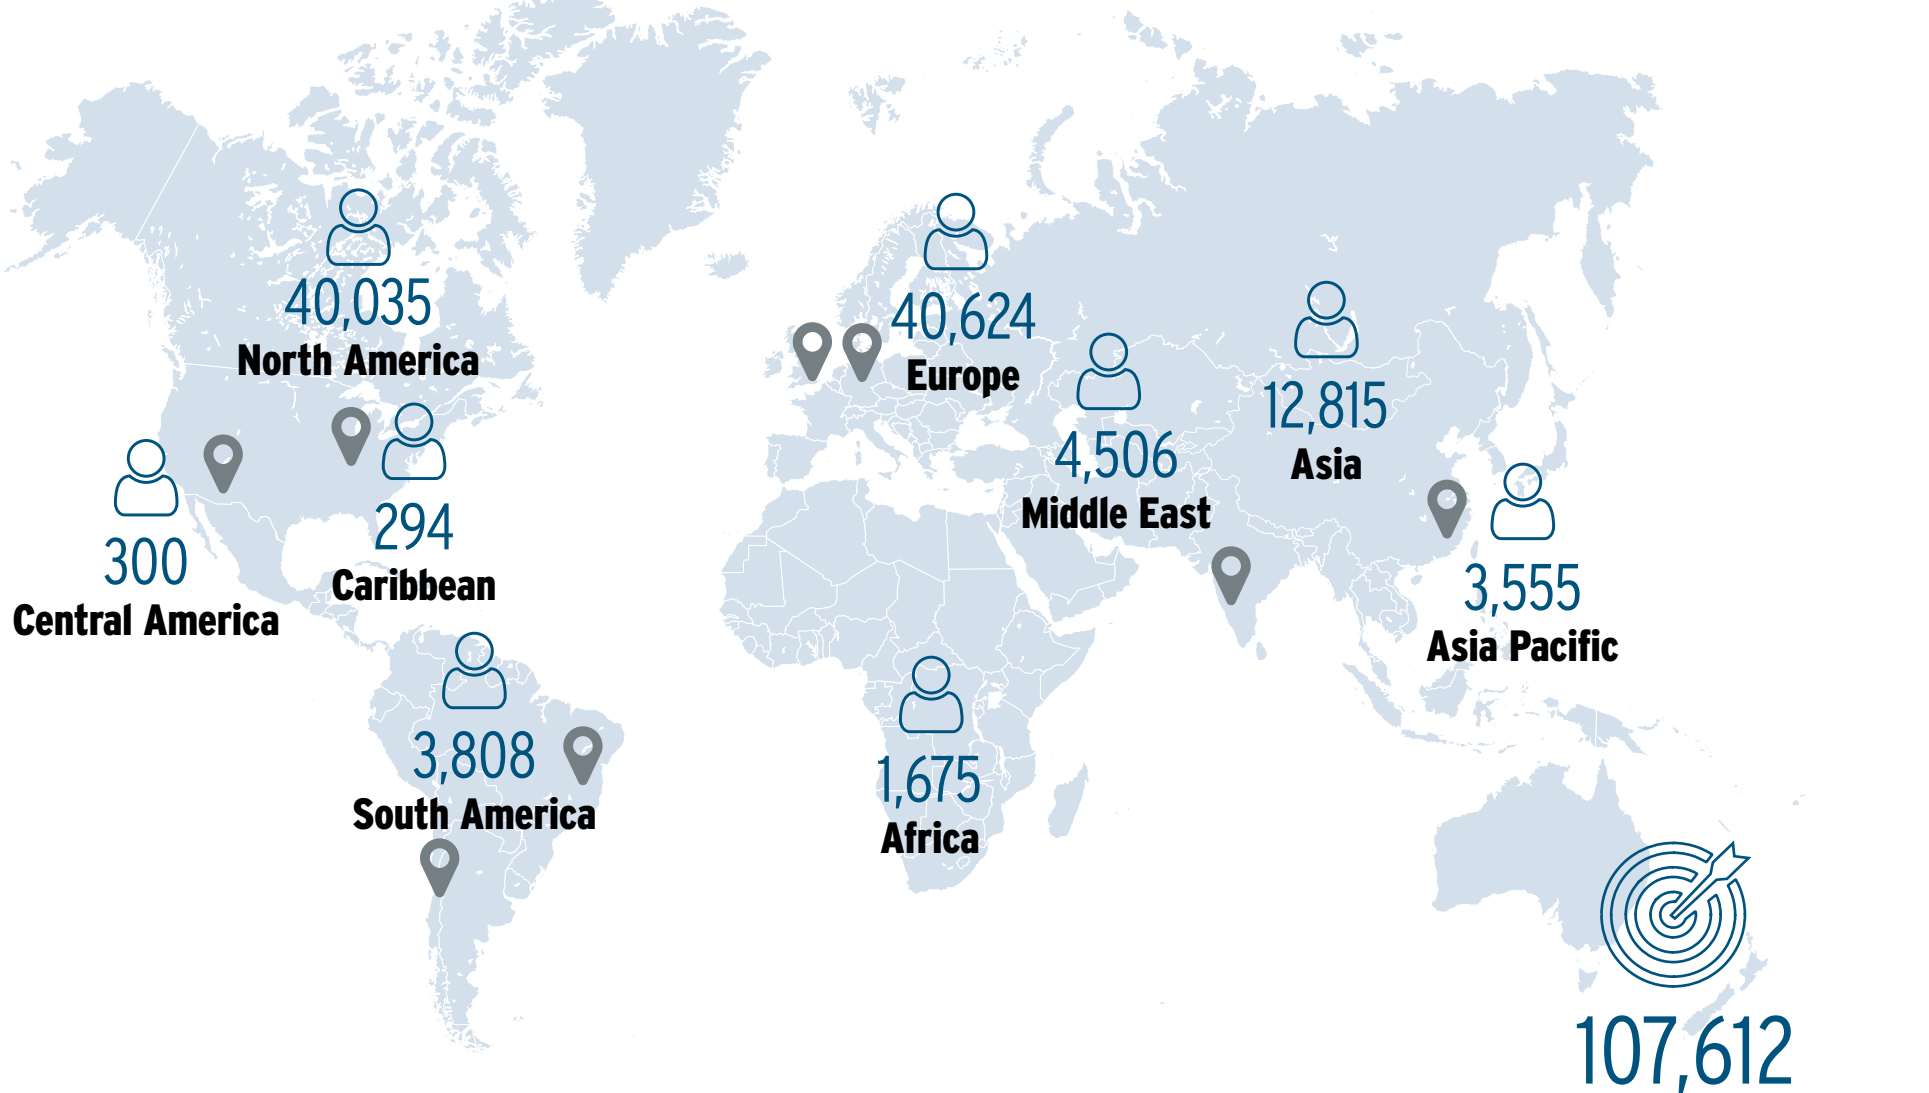 40,035
North America
40,624
Europe
4,506
Middle East
12,815
Asia
300
Central America
294
Caribbean
3,555
Asia Pacific
3,808
South America
1,675
Africa
107,612